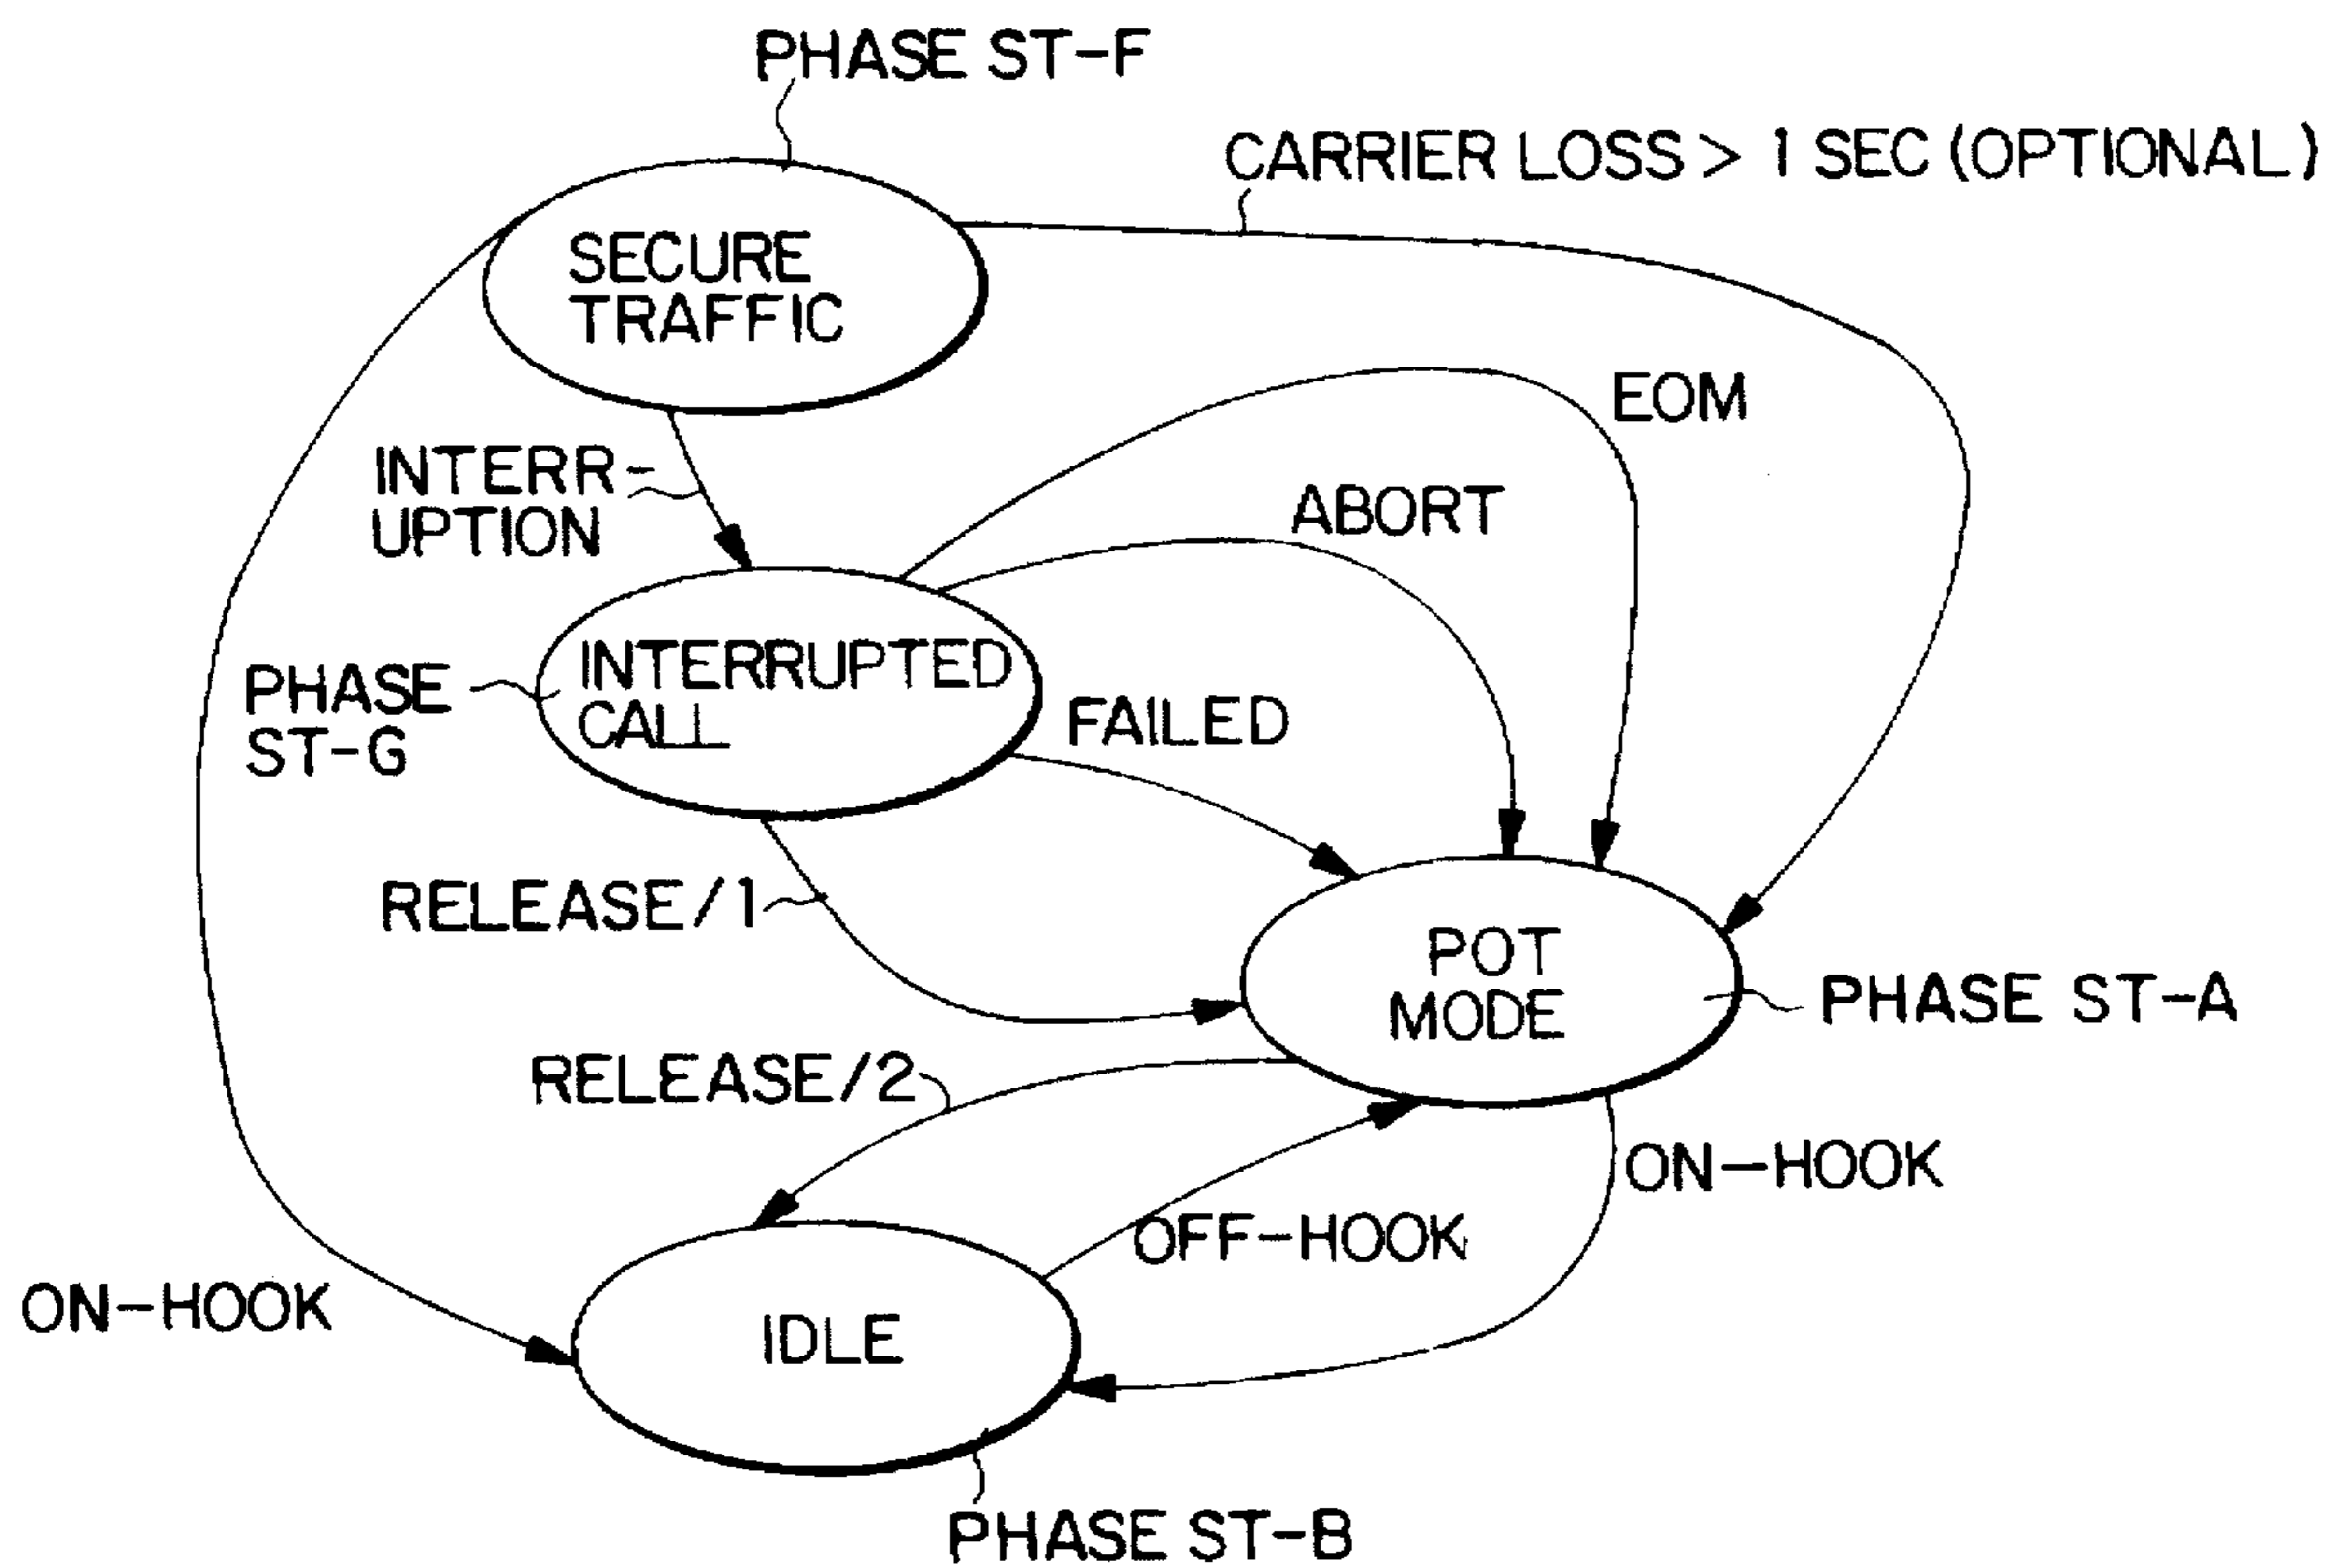 PHASE ST-F
CARRIER LOSS > 1 SEC (OPTIONAL)
SECURE
TRAFFIC
EOM
INTERR-
UPTION
ABORT
INTERRUPTED
CALL
PHASE
ST-G
FAILED
RELEASE/1
POT
MODE
PHASE ST-A
RELEASE/2
ON-HOOK
OFF-HOOK
ON-HOOK
IDLE
PHASE ST-B